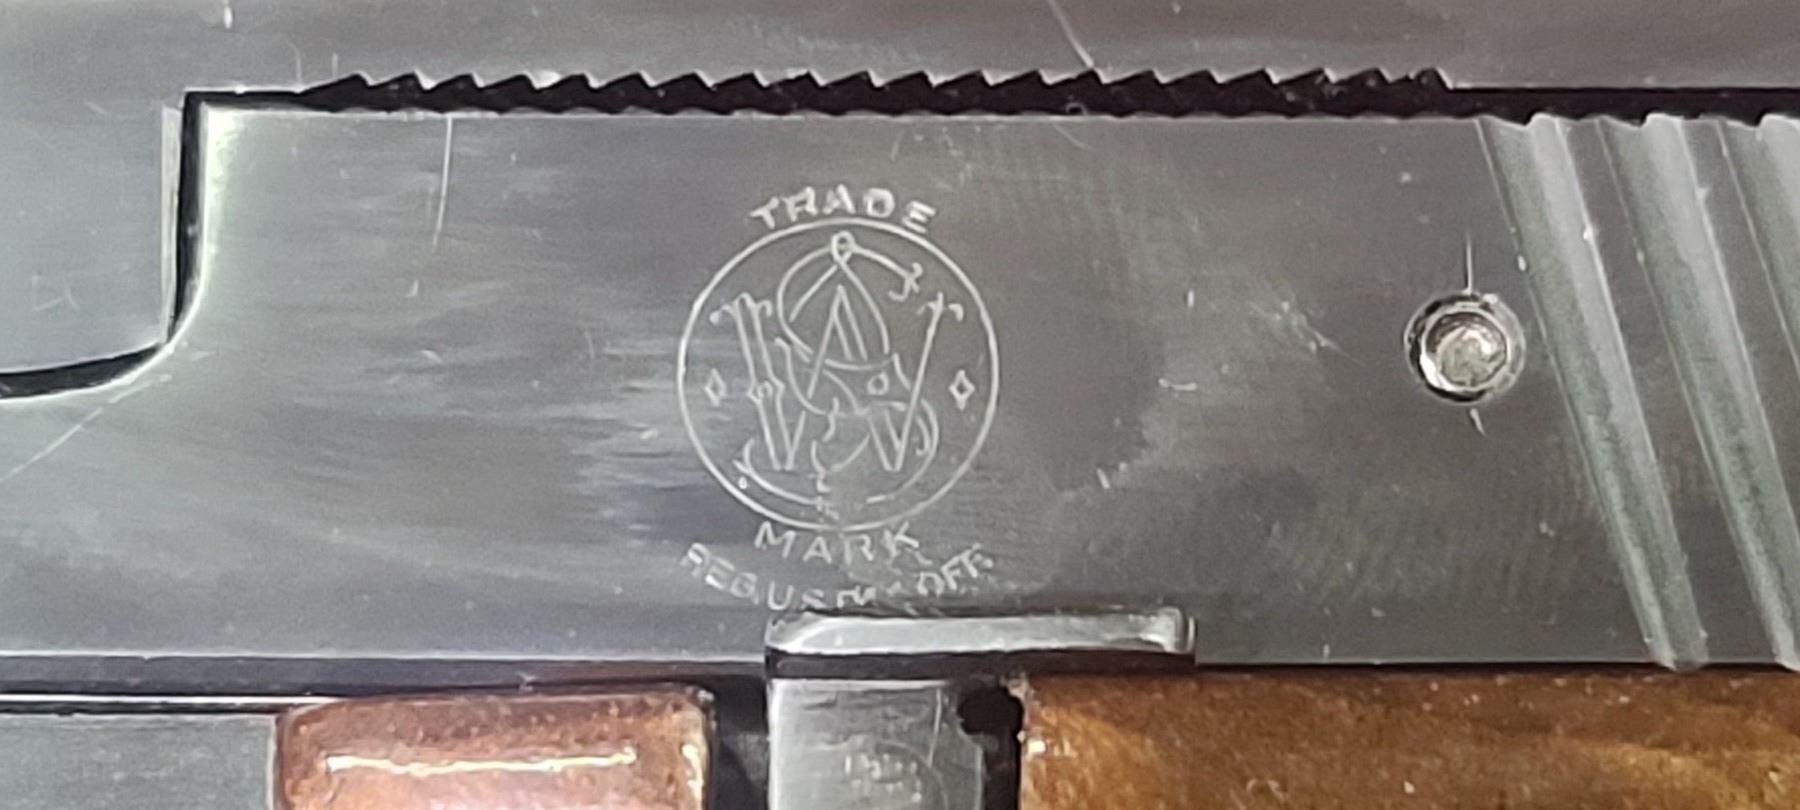 TRADE
S&W
MARK
REG. U.S. PAT. OFF.